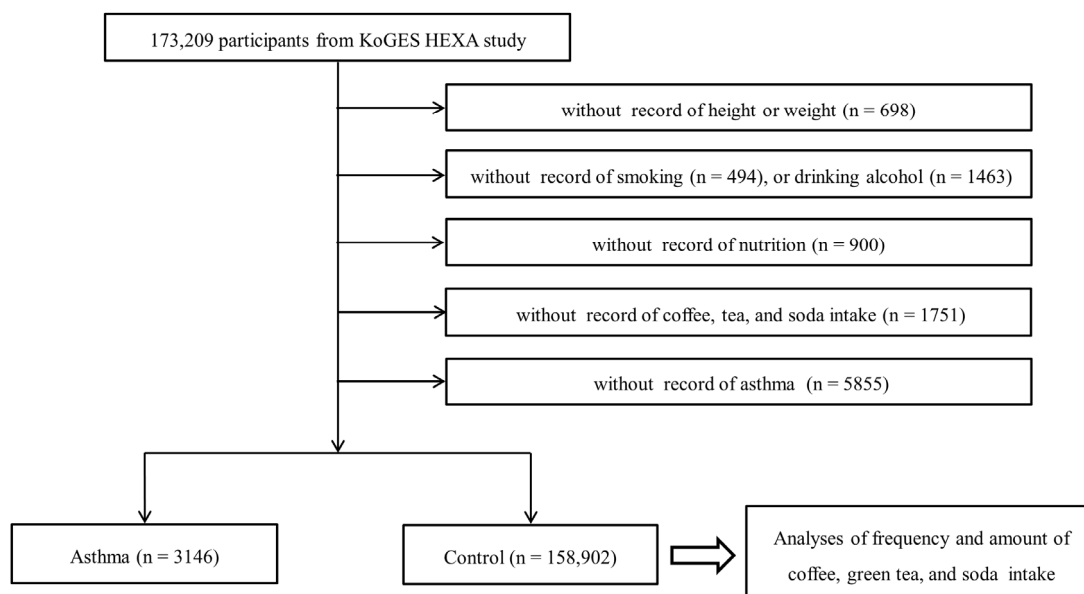 173,209 participants from KoGES HEXA study
without record of height or weight (n = 698)
without record of smoking (n = 494), or drinking alcohol (n = 1463)
without record of nutrition (n = 900)
without record of coffee, tea, and soda intake (n = 1751)
without record of asthma (n = 5855)
Asthma (n = 3146)
Control (n = 158,902)
Analyses of frequency and amount of
coffee, green tea, and soda intake